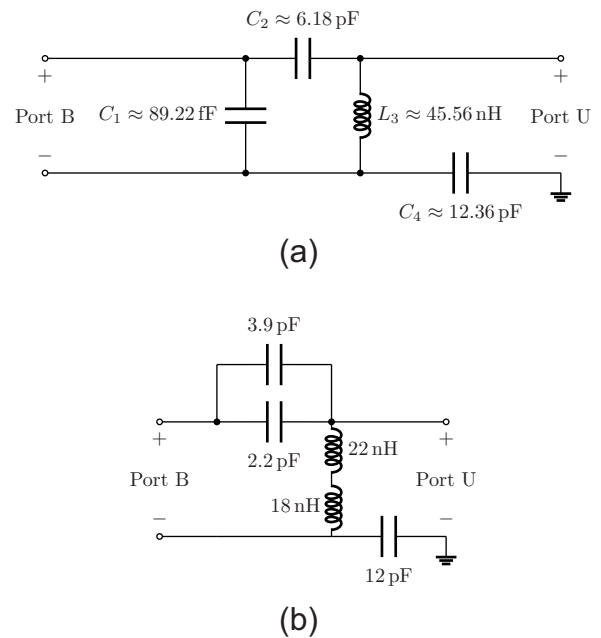 C₂ ≈ 6.18 pF
+ +
Port B C₁ ≈ 89.22 fF L₃ ≈ 45.56 nH Port U
− −
C₄ ≈ 12.36 pF
(a)
3.9 pF
+ +
2.2 pF 22 nH
Port B Port U
18 nH
− −
12 pF
(b)